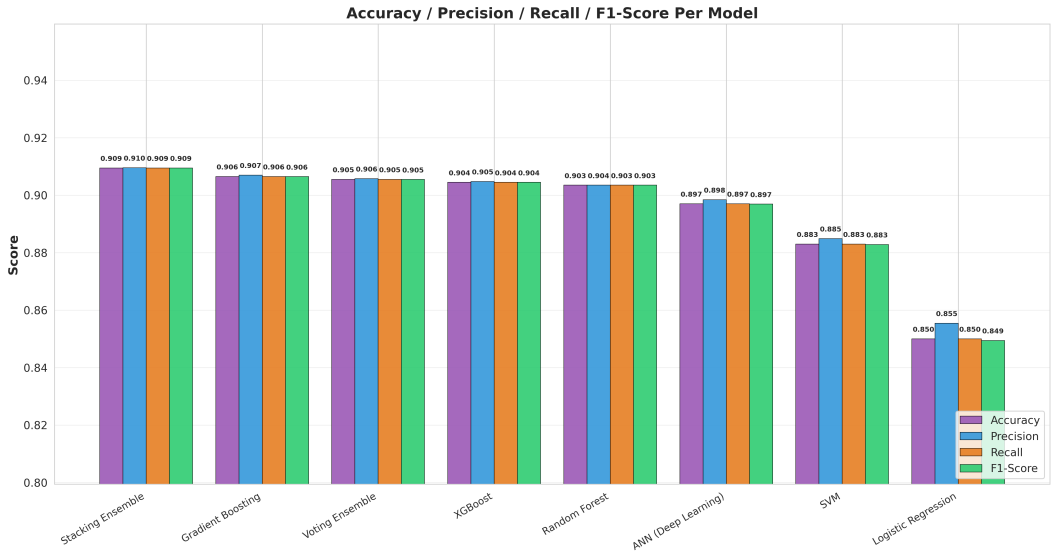 Accuracy / Precision / Recall / F1-Score Per Model
Score
0.94
0.92
0.90
0.88
0.86
0.84
0.82
0.80
0.909 0.910 0.909 0.909
0.906 0.907 0.906 0.906
0.905 0.906 0.905 0.905
0.904 0.905 0.904 0.904
0.903 0.904 0.903 0.903
0.897 0.898 0.897 0.897
0.883 0.885 0.883 0.883
0.850 0.855 0.850 0.849
Accuracy
Precision
Recall
F1-Score
Stacking Ensemble
Gradient Boosting
Voting Ensemble
XGBoost
Random Forest
ANN (Deep Learning)
SVM
Logistic Regression